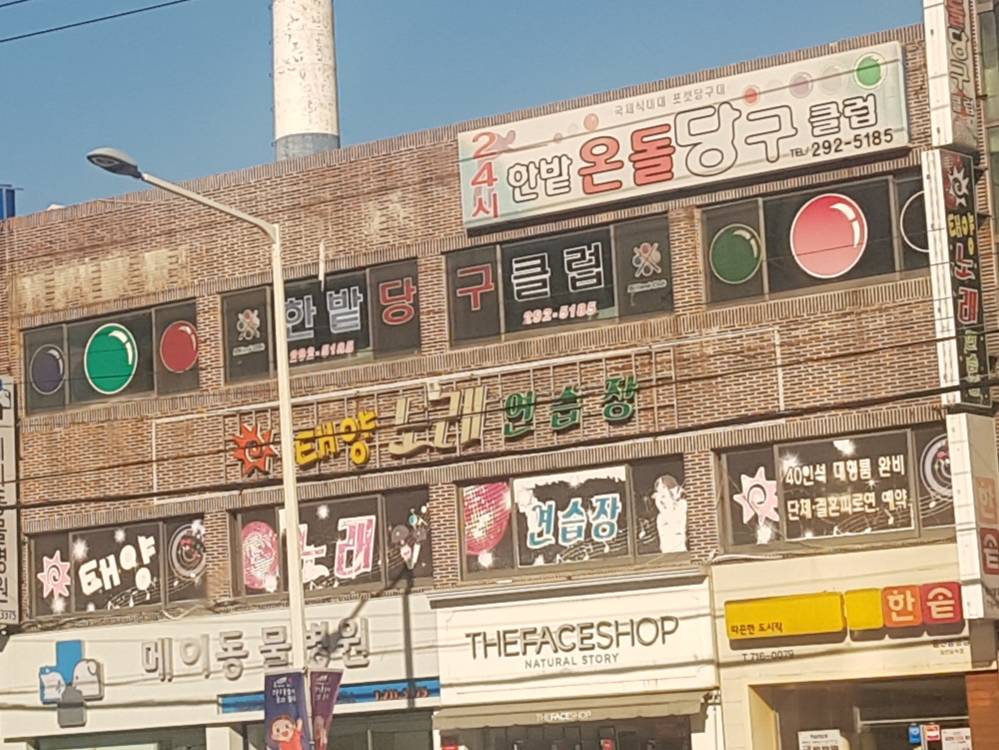 국제식대대 포켓당구대
24시 한밭 온돌당구클럽
TEL 292-5185
한밭당구클럽
292-5185
292-5185
태양 노래연습장
태양 노래 연습장
40인석 대형룸 완비
단체·결혼피로연 예약.
메이동물병원
THEFACESHOP
NATURAL STORY
THEFACESHOP
따끈한 도시락
한솥
T.716-0079
태양노래